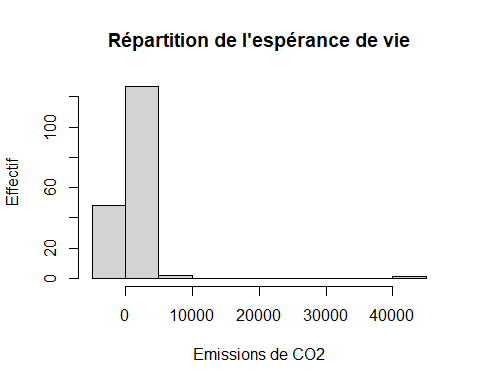 Répartition de l'espérance de vie
Effectif
100
60
20
0
0 10000 20000 30000 40000
Emissions de CO2